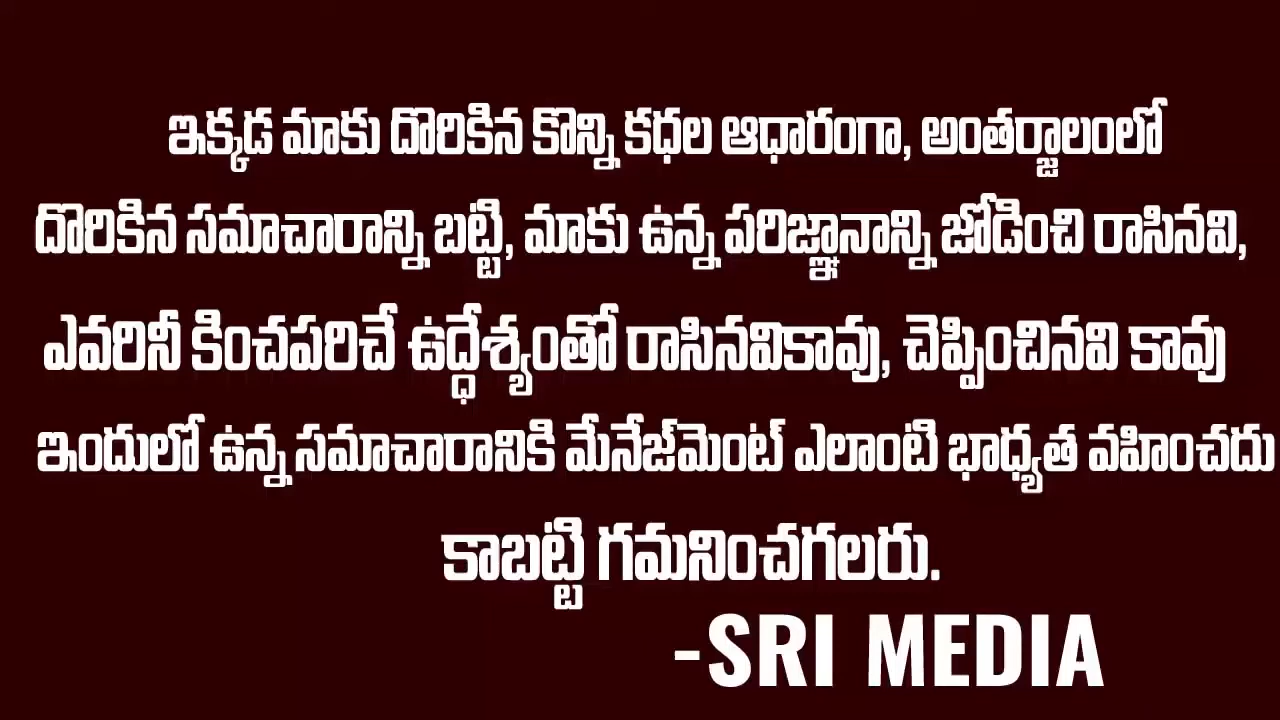 ఇక్కడ మాకు దొరికిన కొన్ని కధల ఆధారంగా, అంతర్జాలంలో
దొరికిన సమాచారాన్ని బట్టి, మాకు ఉన్న పరిజ్ఞానాన్ని జోడించి రాసినవి,
ఎవరినీ కించపరిచే ఉద్ధేశ్యంతో రాసినవికావు, చెప్పించినవి కావు
ఇందులో ఉన్న సమాచారానికి మేనేజ్‌మెంట్ ఎలాంటి భాధ్యత వహించదు
కాబట్టి గమనించగలరు.
-SRI MEDIA